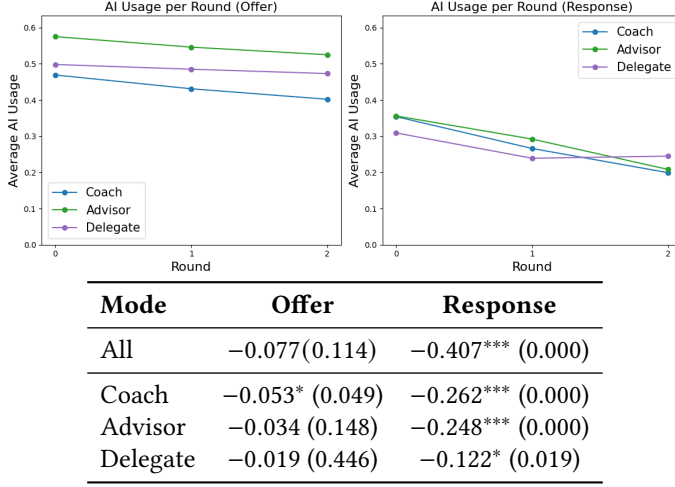 AI Usage per Round (Offer)
Average AI Usage
0.6
0.5
0.4
0.3
0.2
0.1
0.0
Coach
Advisor
Delegate
0 1 2
Round
AI Usage per Round (Response)
Average AI Usage
0.6
0.5
0.4
0.3
0.2
0.1
0.0
Coach
Advisor
Delegate
0 1 2
Round
Mode Offer Response
All −0.077(0.114) −0.407*** (0.000)
Coach −0.053* (0.049) −0.262*** (0.000)
Advisor −0.034 (0.148) −0.248*** (0.000)
Delegate −0.019 (0.446) −0.122* (0.019)